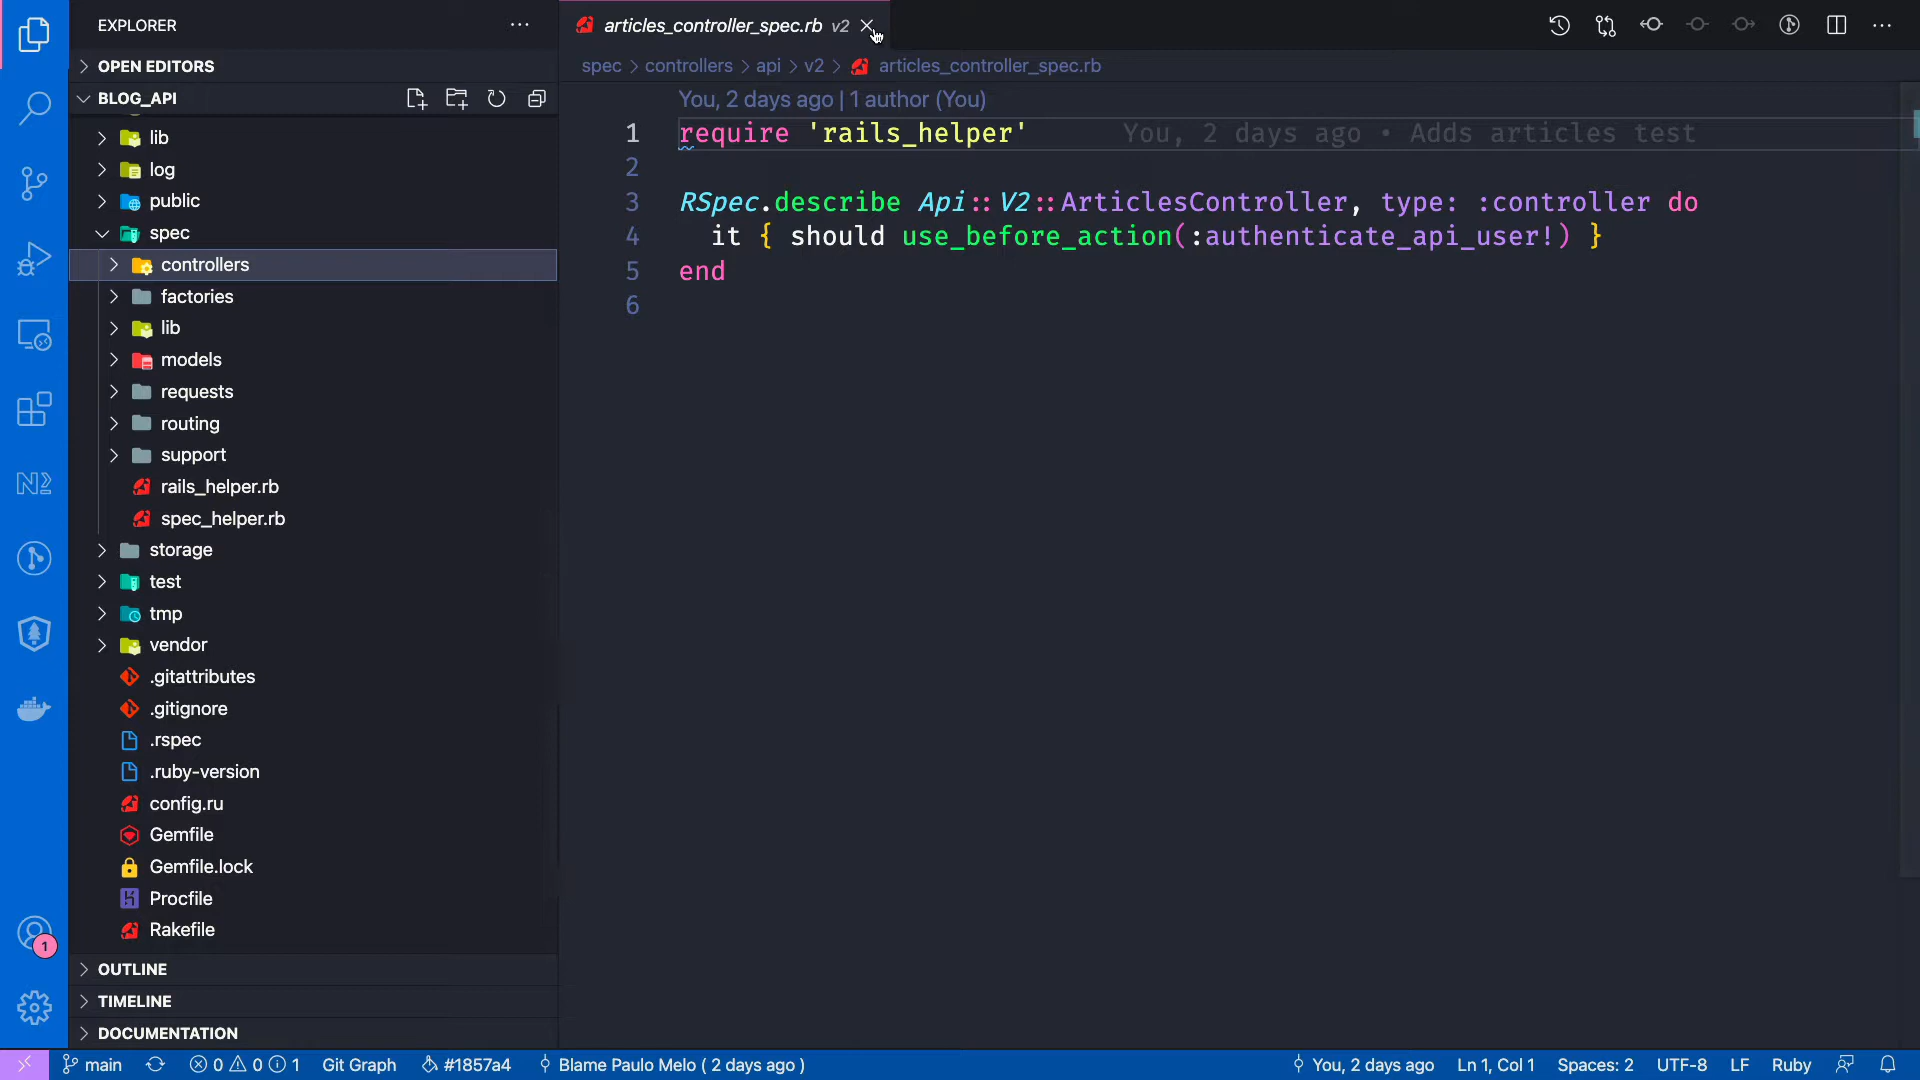 EXPLORER
OPEN EDITORS
BLOG_API
lib
log
public
spec
controllers
factories
lib
models
requests
routing
support
rails_helper.rb
spec_helper.rb
storage
test
tmp
vendor
.gitattributes
.gitignore
.rspec
.ruby-version
config.ru
Gemfile
Gemfile.lock
Procfile
Rakefile
OUTLINE
TIMELINE
DOCUMENTATION
1
articles_controller_spec.rb v2
spec > controllers > api > v2 > articles_controller_spec.rb
You, 2 days ago | 1 author (You)
1 require 'rails_helper' You, 2 days ago • Adds articles test
2
3 RSpec.describe Api::V2::ArticlesController, type: :controller do
4 it { should use_before_action(:authenticate_api_user!) }
5 end
6
main 0 0 1 Git Graph #1857a4 Blame Paulo Melo ( 2 days ago ) You, 2 days ago Ln 1, Col 1 Spaces: 2 UTF-8 LF Ruby